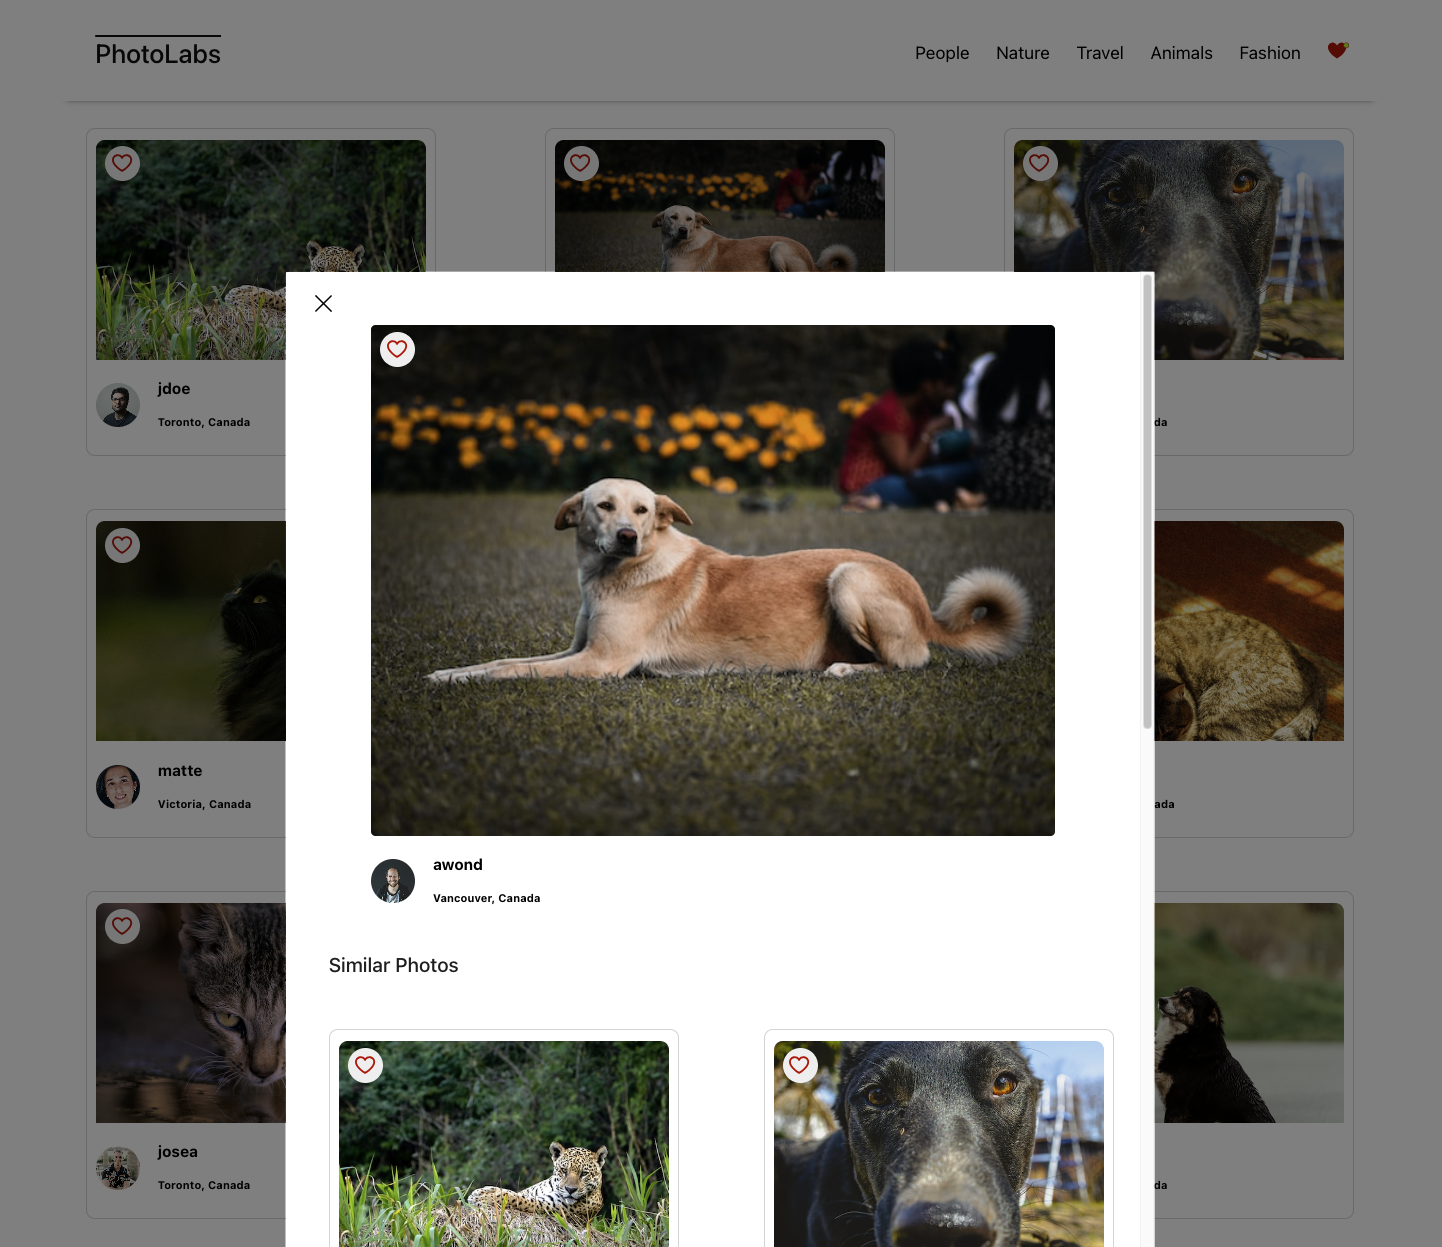 PhotoLabs
People Nature Travel Animals Fashion
jdoe
Toronto, Canada
matte
Victoria, Canada
josea
Toronto, Canada
awond
Vancouver, Canada
Similar Photos
da
ada
da